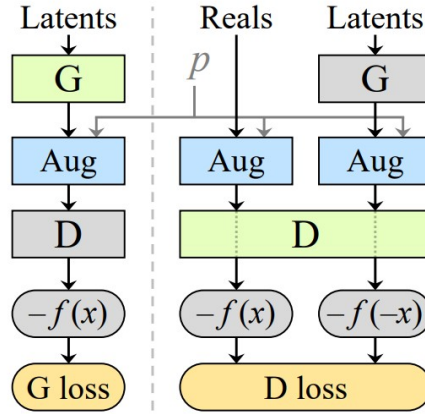 Latents Reals Latents
p
G G
Aug Aug Aug
D D
−f(x) −f(x) −f(−x)
G loss D loss